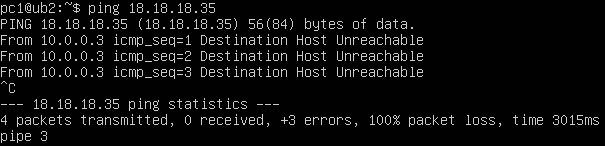 pc1@ub2:~$ ping 18.18.18.35
PING 18.18.18.35 (18.18.18.35) 56(84) bytes of data.
From 10.0.0.3 icmp_seq=1 Destination Host Unreachable
From 10.0.0.3 icmp_seq=2 Destination Host Unreachable
From 10.0.0.3 icmp_seq=3 Destination Host Unreachable
^C
--- 18.18.18.35 ping statistics ---
4 packets transmitted, 0 received, +3 errors, 100% packet loss, time 3015ms
pipe 3